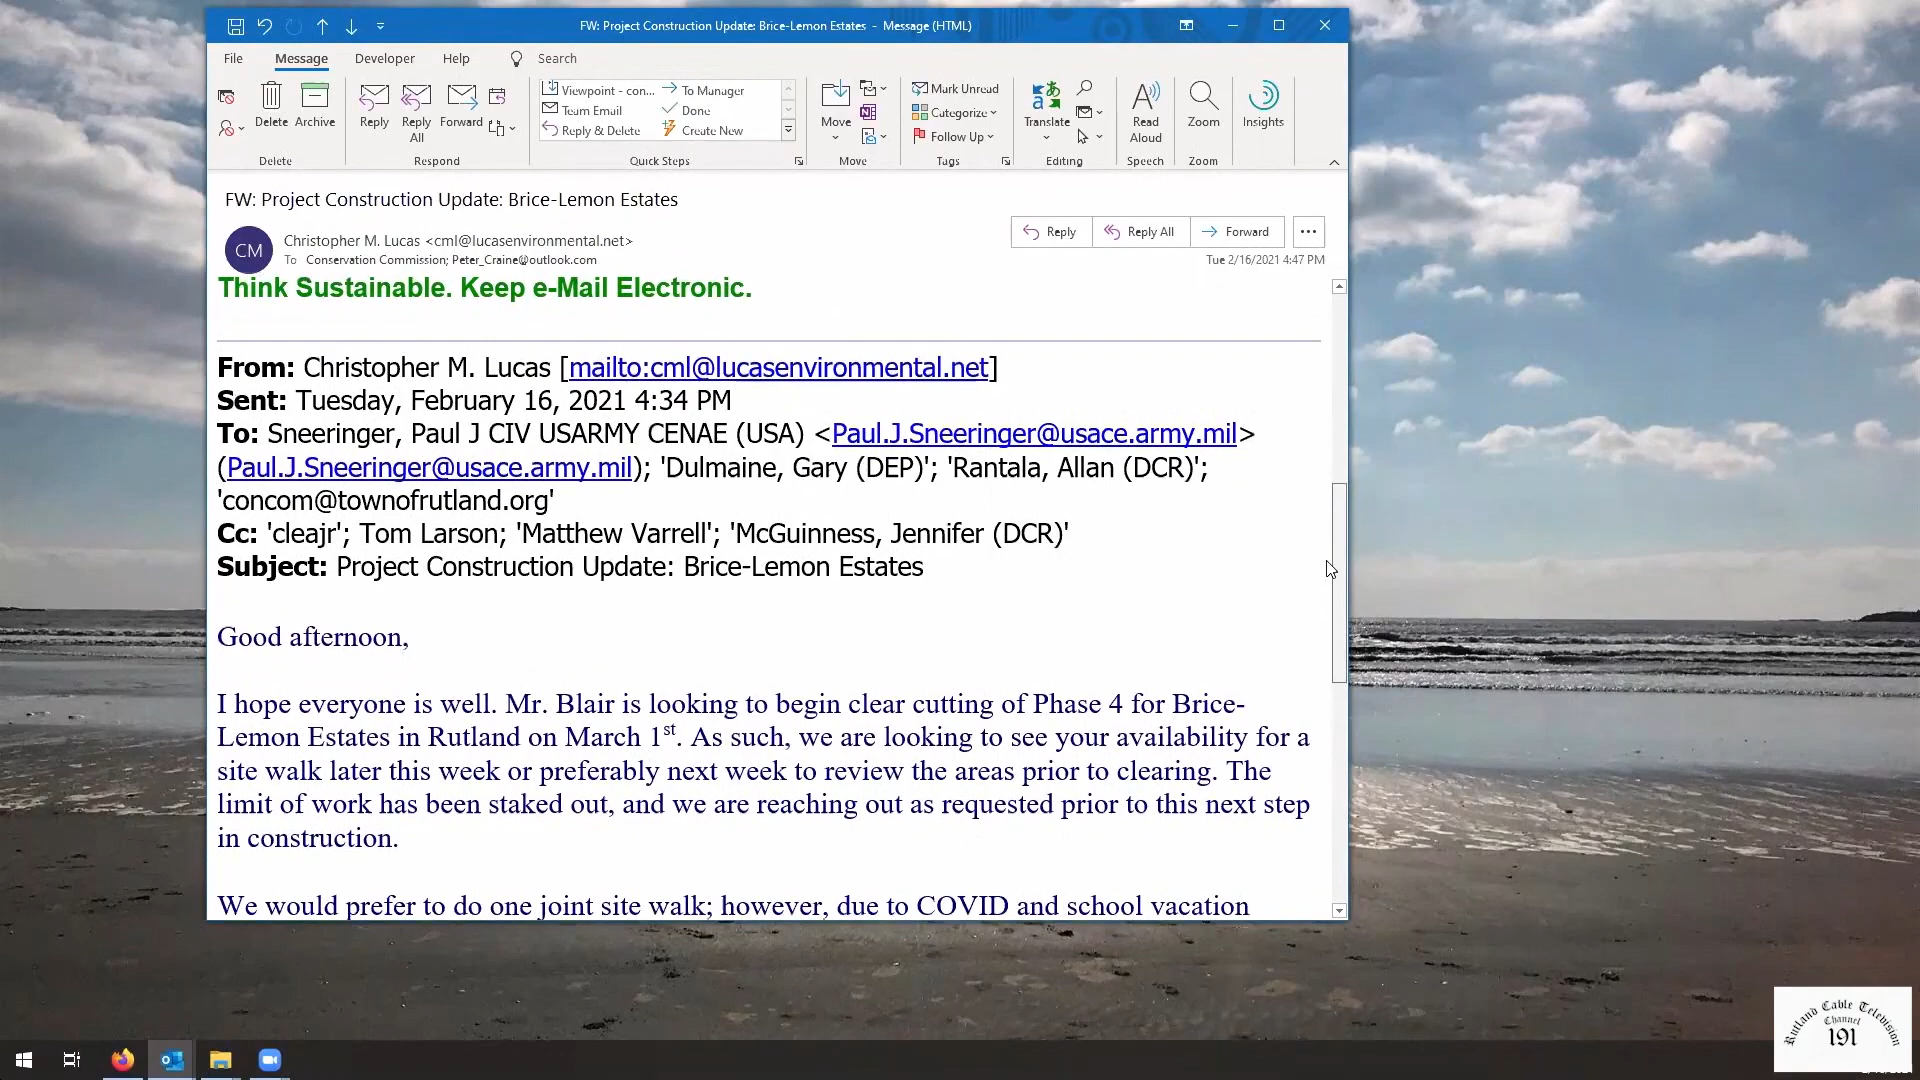 FW: Project Construction Update: Brice-Lemon Estates - Message (HTML)
File Message Developer Help Search
Delete Archive Reply Reply All Forward
Viewpoint - con... To Manager
Team Email Done
Reply & Delete Create New
Move
Mark Unread
Categorize
Follow Up
Translate
Read Aloud
Zoom
Insights
Delete Respond Quick Steps Move Tags Editing Speech Zoom
FW: Project Construction Update: Brice-Lemon Estates
CM
Christopher M. Lucas <cml@lucasenvironmental.net>
To Conservation Commission; Peter_Craine@outlook.com
Reply Reply All Forward
Tue 2/16/2021 4:47 PM
Think Sustainable. Keep e-Mail Electronic.
From: Christopher M. Lucas [mailto:cml@lucasenvironmental.net]
Sent: Tuesday, February 16, 2021 4:34 PM
To: Sneeringer, Paul J CIV USARMY CENAE (USA) <Paul.J.Sneeringer@usace.army.mil>
(Paul.J.Sneeringer@usace.army.mil); 'Dulmaine, Gary (DEP)'; 'Rantala, Allan (DCR)';
'concom@townofrutland.org'
Cc: 'cleajr'; Tom Larson; 'Matthew Varrell'; 'McGuinness, Jennifer (DCR)'
Subject: Project Construction Update: Brice-Lemon Estates
Good afternoon,
I hope everyone is well. Mr. Blair is looking to begin clear cutting of Phase 4 for Brice-
Lemon Estates in Rutland on March 1st. As such, we are looking to see your availability for a
site walk later this week or preferably next week to review the areas prior to clearing. The
limit of work has been staked out, and we are reaching out as requested prior to this next step
in construction.
We would prefer to do one joint site walk; however, due to COVID and school vacation
Rutland Cable Television
Channel
191